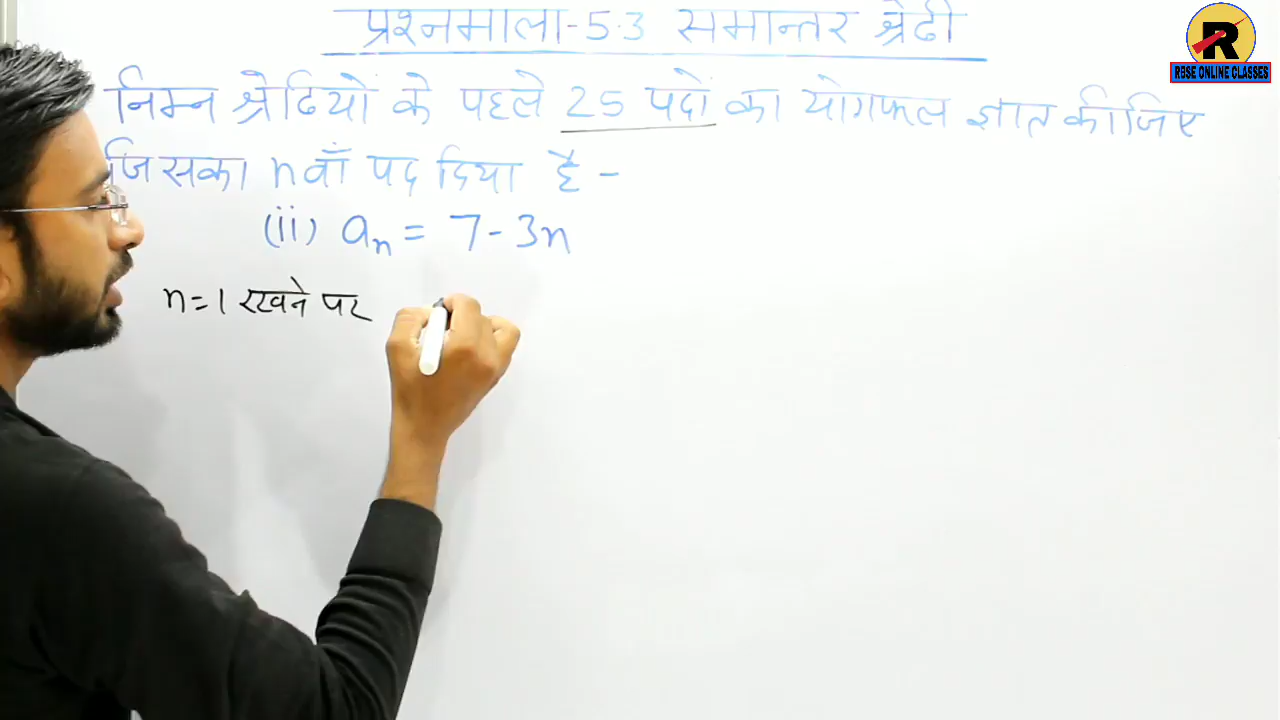 प्रश्नमाला-5.3 समान्तर श्रेढी
R
RBSE ONLINE CLASSES
निम्न श्रेढियों के पहले 25 पदों का योगफल ज्ञात कीजिए
जिसका nवाँ पद दिया है -
(ii) aₙ = 7-3n
n=1 रखने पर